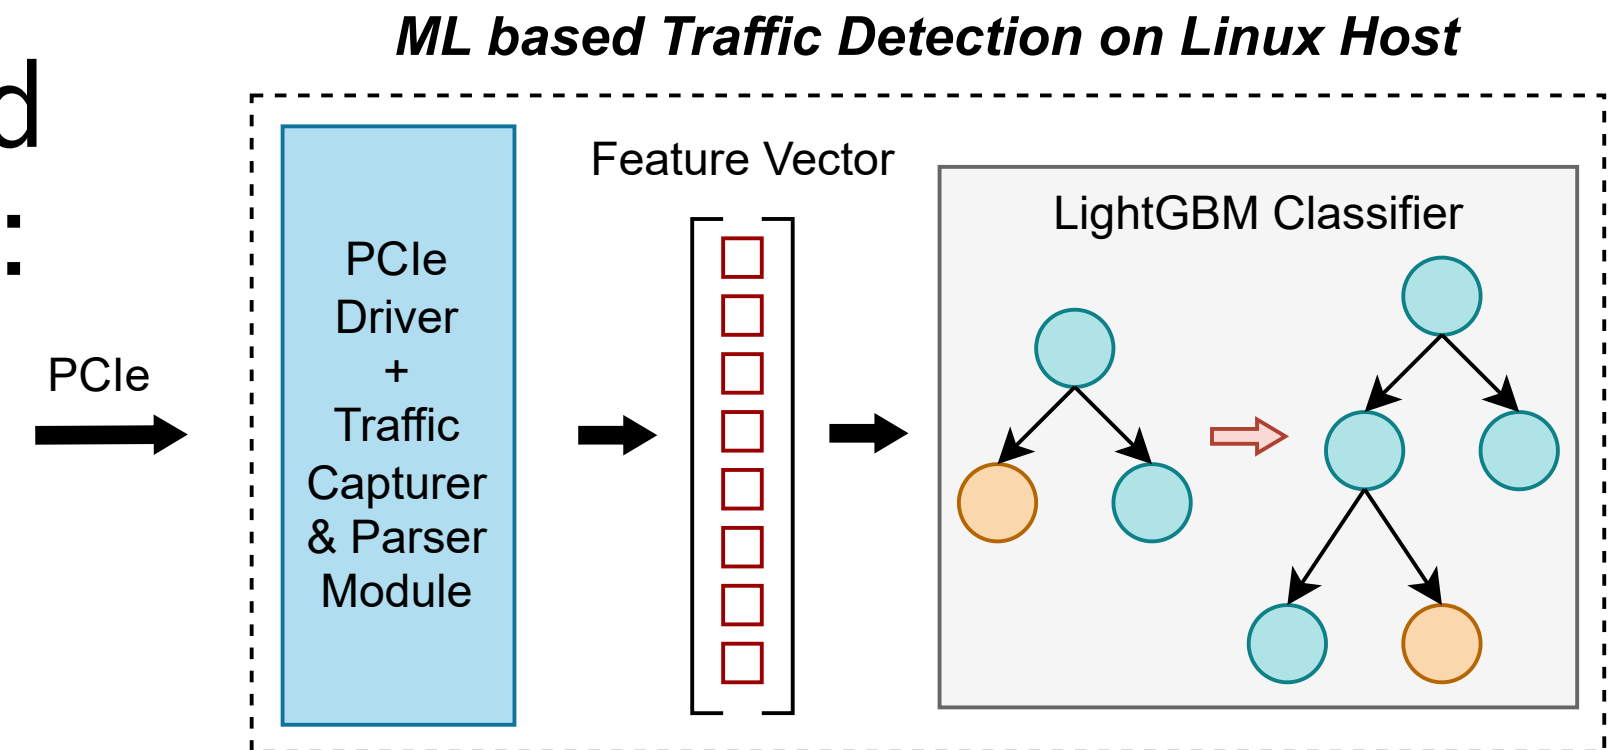 ML based Traffic Detection on Linux Host
d
:
PCIe
PCIe
Driver
+
Traffic
Capturer
& Parser
Module
Feature Vector
LightGBM Classifier